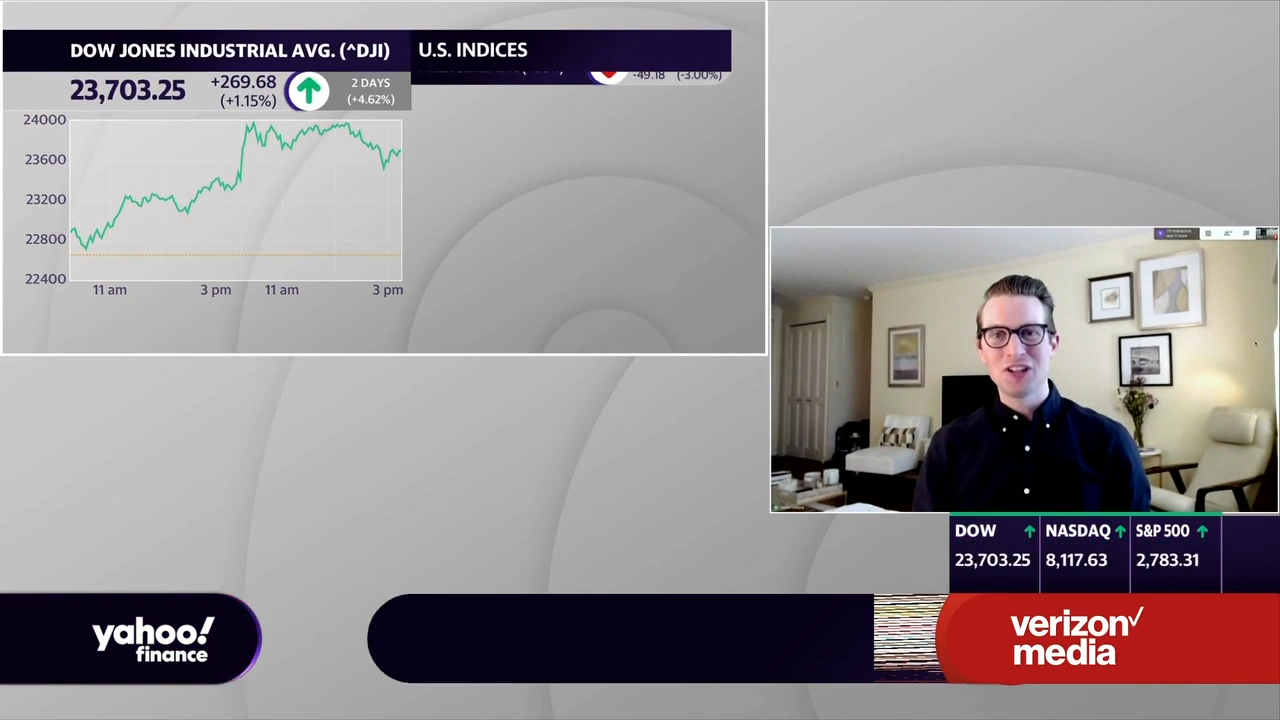 DOW JONES INDUSTRIAL AVG. (^DJI)
U.S. INDICES
23,703.25
+269.68
(+1.15%)
2 DAYS
(+4.62%)
-49.18 (-3.00%)
24000
23600
23200
22800
22400
11 am
3 pm
11 am
3 pm
DOW
NASDAQ
S&P 500
23,703.25
8,117.63
2,783.31
yahoo!
finance
verizon✓
media